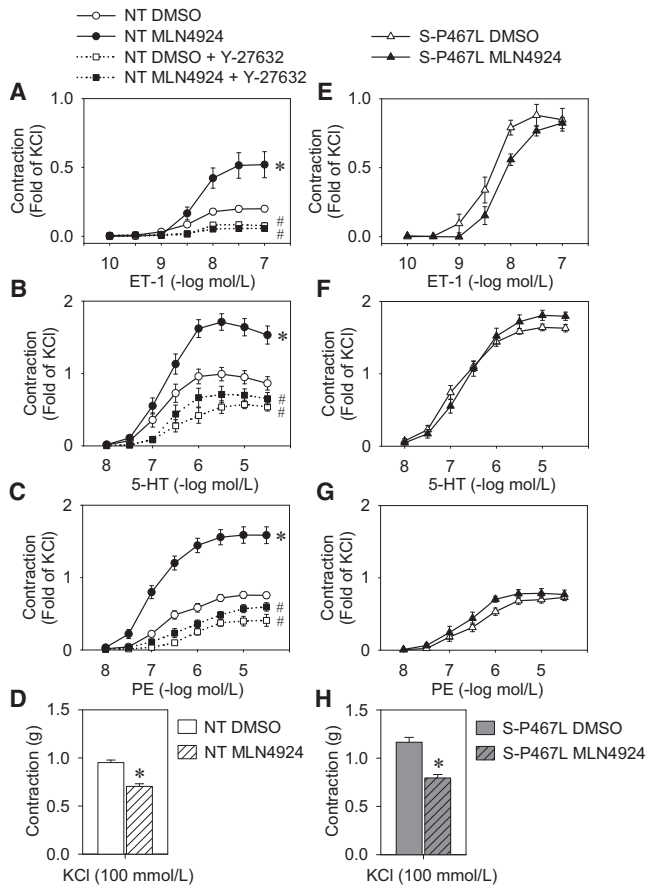 NT DMSO
NT MLN4924
NT DMSO + Y-27632
NT MLN4924 + Y-27632
S-P467L DMSO
S-P467L MLN4924
A
Contraction
(Fold of KCl)
1.0
0.5
0.0
*
#
#
10 9 8 7
ET-1 (-log mol/L)
E
Contraction
(Fold of KCl)
1.0
0.5
0.0
10 9 8 7
ET-1 (-log mol/L)
B
Contraction
(Fold of KCl)
2
1
0
*
#
#
8 7 6 5
5-HT (-log mol/L)
F
Contraction
(Fold of KCl)
2
1
0
8 7 6 5
5-HT (-log mol/L)
C
Contraction
(Fold of KCl)
2
1
0
*
#
#
8 7 6 5
PE (-log mol/L)
G
Contraction
(Fold of KCl)
2
1
0
8 7 6 5
PE (-log mol/L)
D
Contraction (g)
1.5
1.0
0.5
0.0
*
KCl (100 mmol/L)
NT DMSO
NT MLN4924
H
Contraction (g)
1.5
1.0
0.5
0.0
*
KCl (100 mmol/L)
S-P467L DMSO
S-P467L MLN4924